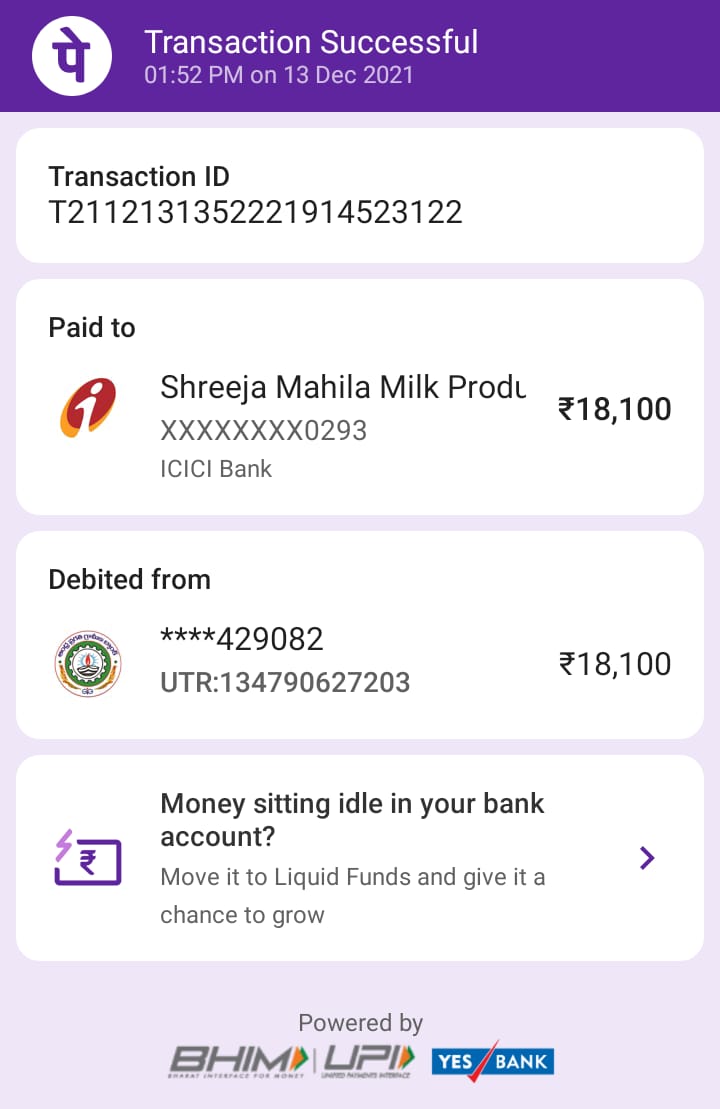 पे
Transaction Successful
01:52 PM on 13 Dec 2021
Transaction ID
T2112131352221914523122
Paid to
Shreeja Mahila Milk Produ
₹18,100
XXXXXXXX0293
ICICI Bank
Debited from
****429082
₹18,100
UTR:134790627203
Money sitting idle in your bank
account?
Move it to Liquid Funds and give it a
chance to grow
Powered by
BHIM UPI YES BANK
BHARAT INTERFACE FOR MONEY UNIFIED PAYMENTS INTERFACE